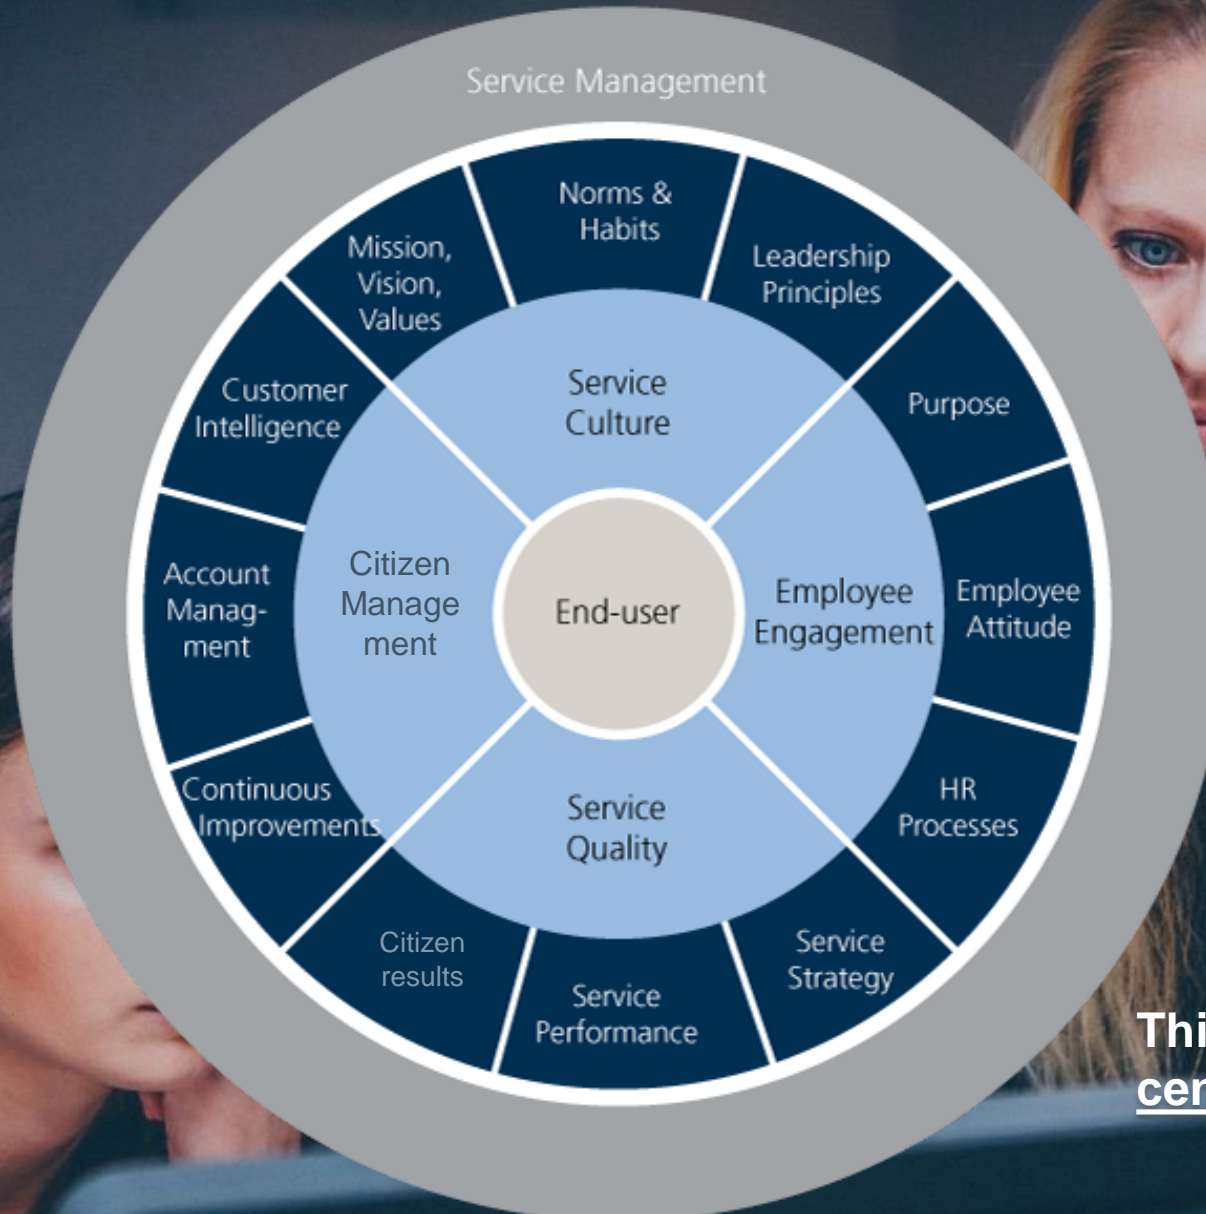 Service Management
Norms &
Habits
Leadership
Principles
Purpose
Employee
Attitude
HR
Processes
Service
Strategy
Service
Performance
Citizen
results
Continuous
Improvements
Account
Manag-
ment
Customer
Intelligence
Mission,
Vision,
Values
Service
Culture
Employee
Engagement
Service
Quality
Citizen
Manage
ment
End-user